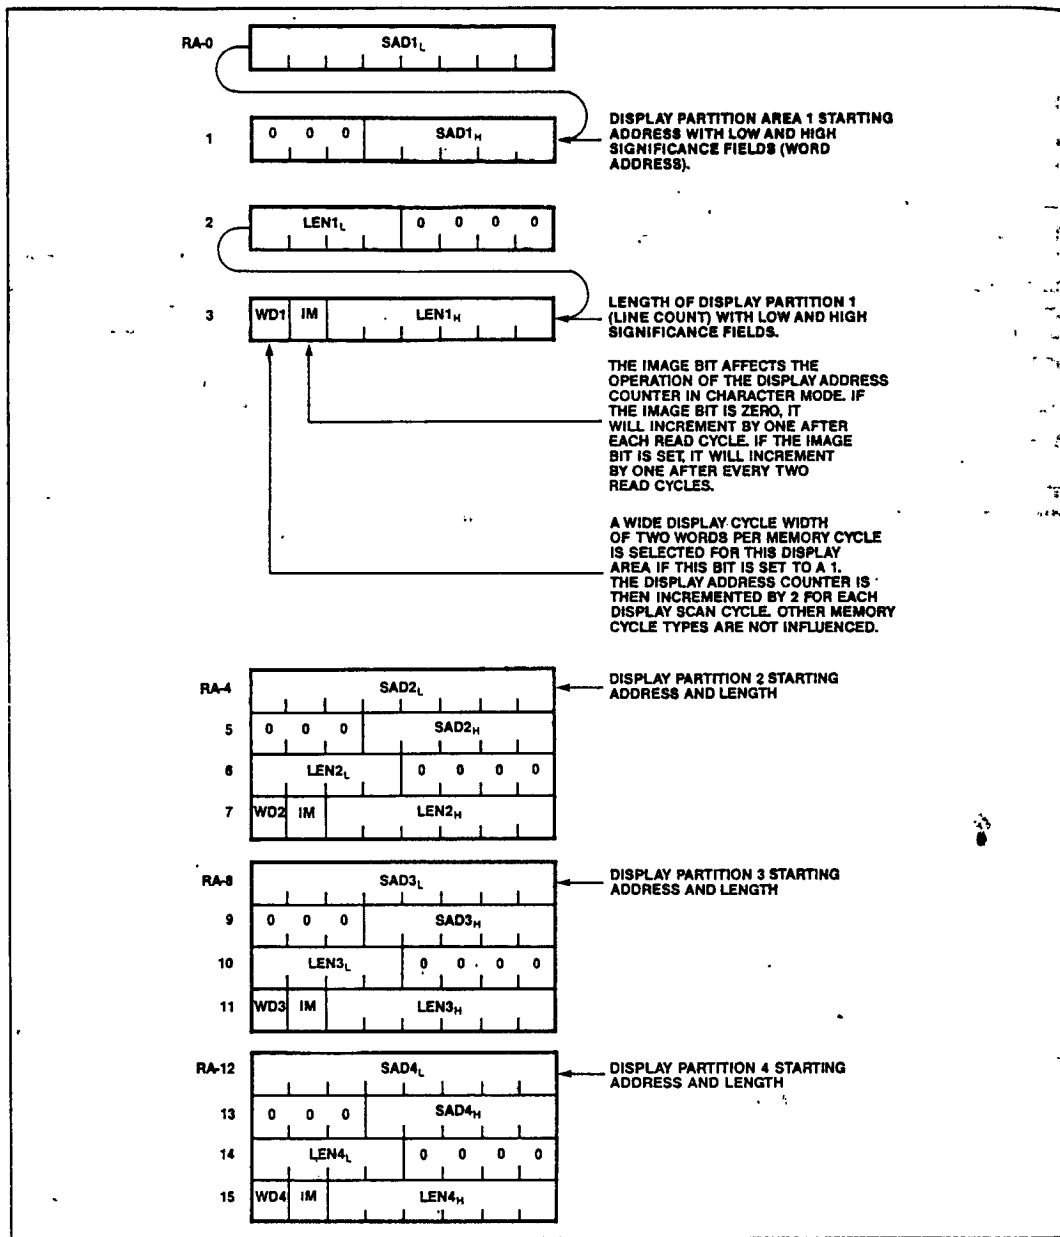 RA-0 SAD1L
1 0 0 0 SAD1H
DISPLAY PARTITION AREA 1 STARTING
ADDRESS WITH LOW AND HIGH
SIGNIFICANCE FIELDS (WORD
ADDRESS).
2 LEN1L 0 0 0 0
3 WD1 IM LEN1H
LENGTH OF DISPLAY PARTITION 1
(LINE COUNT) WITH LOW AND HIGH
SIGNIFICANCE FIELDS.
THE IMAGE BIT AFFECTS THE
OPERATION OF THE DISPLAY ADDRESS
COUNTER IN CHARACTER MODE. IF
THE IMAGE BIT IS ZERO, IT
WILL INCREMENT BY ONE AFTER
EACH READ CYCLE. IF THE IMAGE
BIT IS SET, IT WILL INCREMENT
BY ONE AFTER EVERY TWO
READ CYCLES.
A WIDE DISPLAY CYCLE WIDTH
OF TWO WORDS PER MEMORY CYCLE
IS SELECTED FOR THIS DISPLAY
AREA IF THIS BIT IS SET TO A 1.
THE DISPLAY ADDRESS COUNTER IS
THEN INCREMENTED BY 2 FOR EACH
DISPLAY SCAN CYCLE. OTHER MEMORY
CYCLE TYPES ARE NOT INFLUENCED.
RA-4 SAD2L
DISPLAY PARTITION 2 STARTING
ADDRESS AND LENGTH
5 0 0 0 SAD2H
6 LEN2L 0 0 0 0
7 WD2 IM LEN2H
RA-8 SAD3L
DISPLAY PARTITION 3 STARTING
ADDRESS AND LENGTH
9 0 0 0 SAD3H
10 LEN3L 0 0 0 0
11 WD3 IM LEN3H
RA-12 SAD4L
DISPLAY PARTITION 4 STARTING
ADDRESS AND LENGTH
13 0 0 0 SAD4H
14 LEN4L 0 0 0 0
15 WD4 IM LEN4H